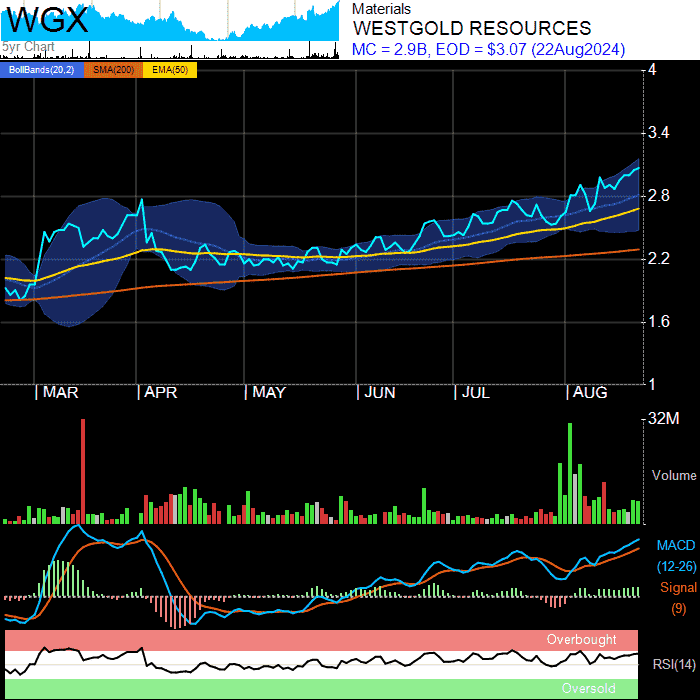 WGX
5yr Chart
Materials
WESTGOLD RESOURCES
MC = 2.9B, EOD = $3.07 (22Aug2024)
BollBands(20,2) SMA(200) EMA(50)
4
3.4
2.8
2.2
1.6
1
| MAR | APR | MAY | JUN | JUL | AUG
32M
Volume
MACD
(12-26)
Signal
(9)
Overbought
RSI(14)
Oversold